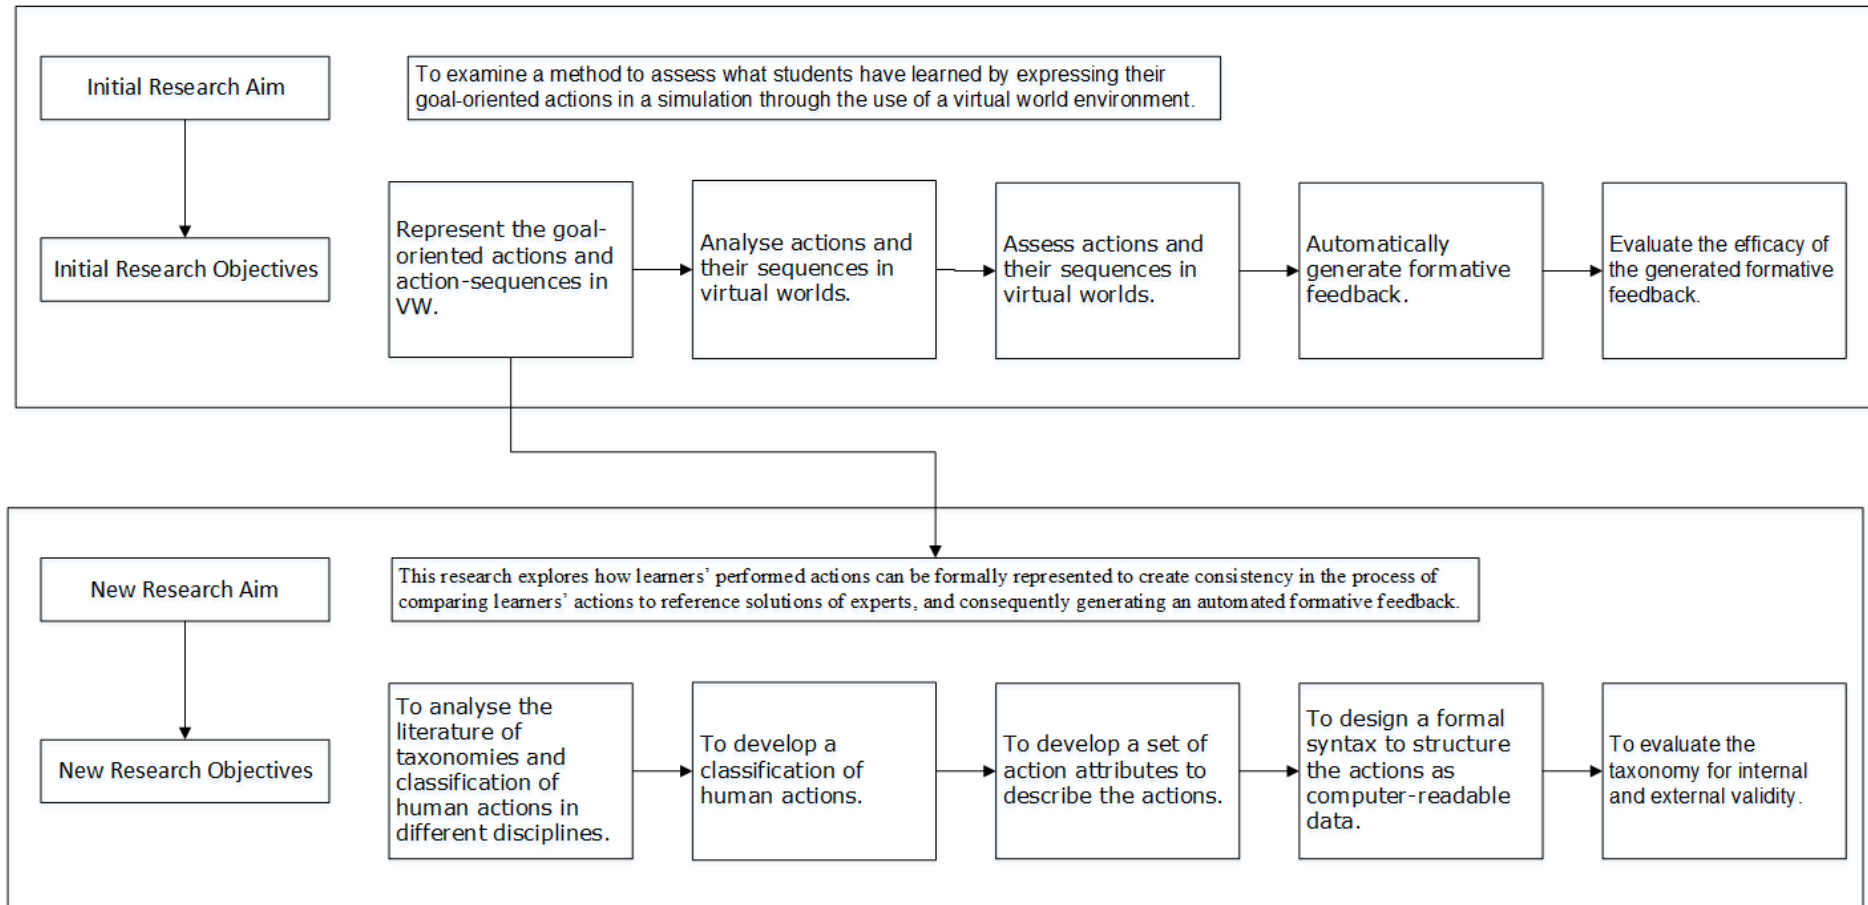 Initial Research Aim
To examine a method to assess what students have learned by expressing their
goal-oriented actions in a simulation through the use of a virtual world environment.
Initial Research Objectives
Represent the goal-
oriented actions and
action-sequences in
VW.
Analyse actions and
their sequences in
virtual worlds.
Assess actions and
their sequences in
virtual worlds.
Automatically
generate formative
feedback.
Evaluate the efficacy of
the generated formative
feedback.
New Research Aim
This research explores how learners’ performed actions can be formally represented to create consistency in the process of
comparing learners’ actions to reference solutions of experts, and consequently generating an automated formative feedback.
New Research Objectives
To analyse the
literature of
taxonomies and
classification of
human actions in
different disciplines.
To develop a
classification of
human actions.
To develop a set of
action attributes to
describe the actions.
To design a formal
syntax to structure
the actions as
computer-readable
data.
To evaluate the
taxonomy for internal
and external validity.